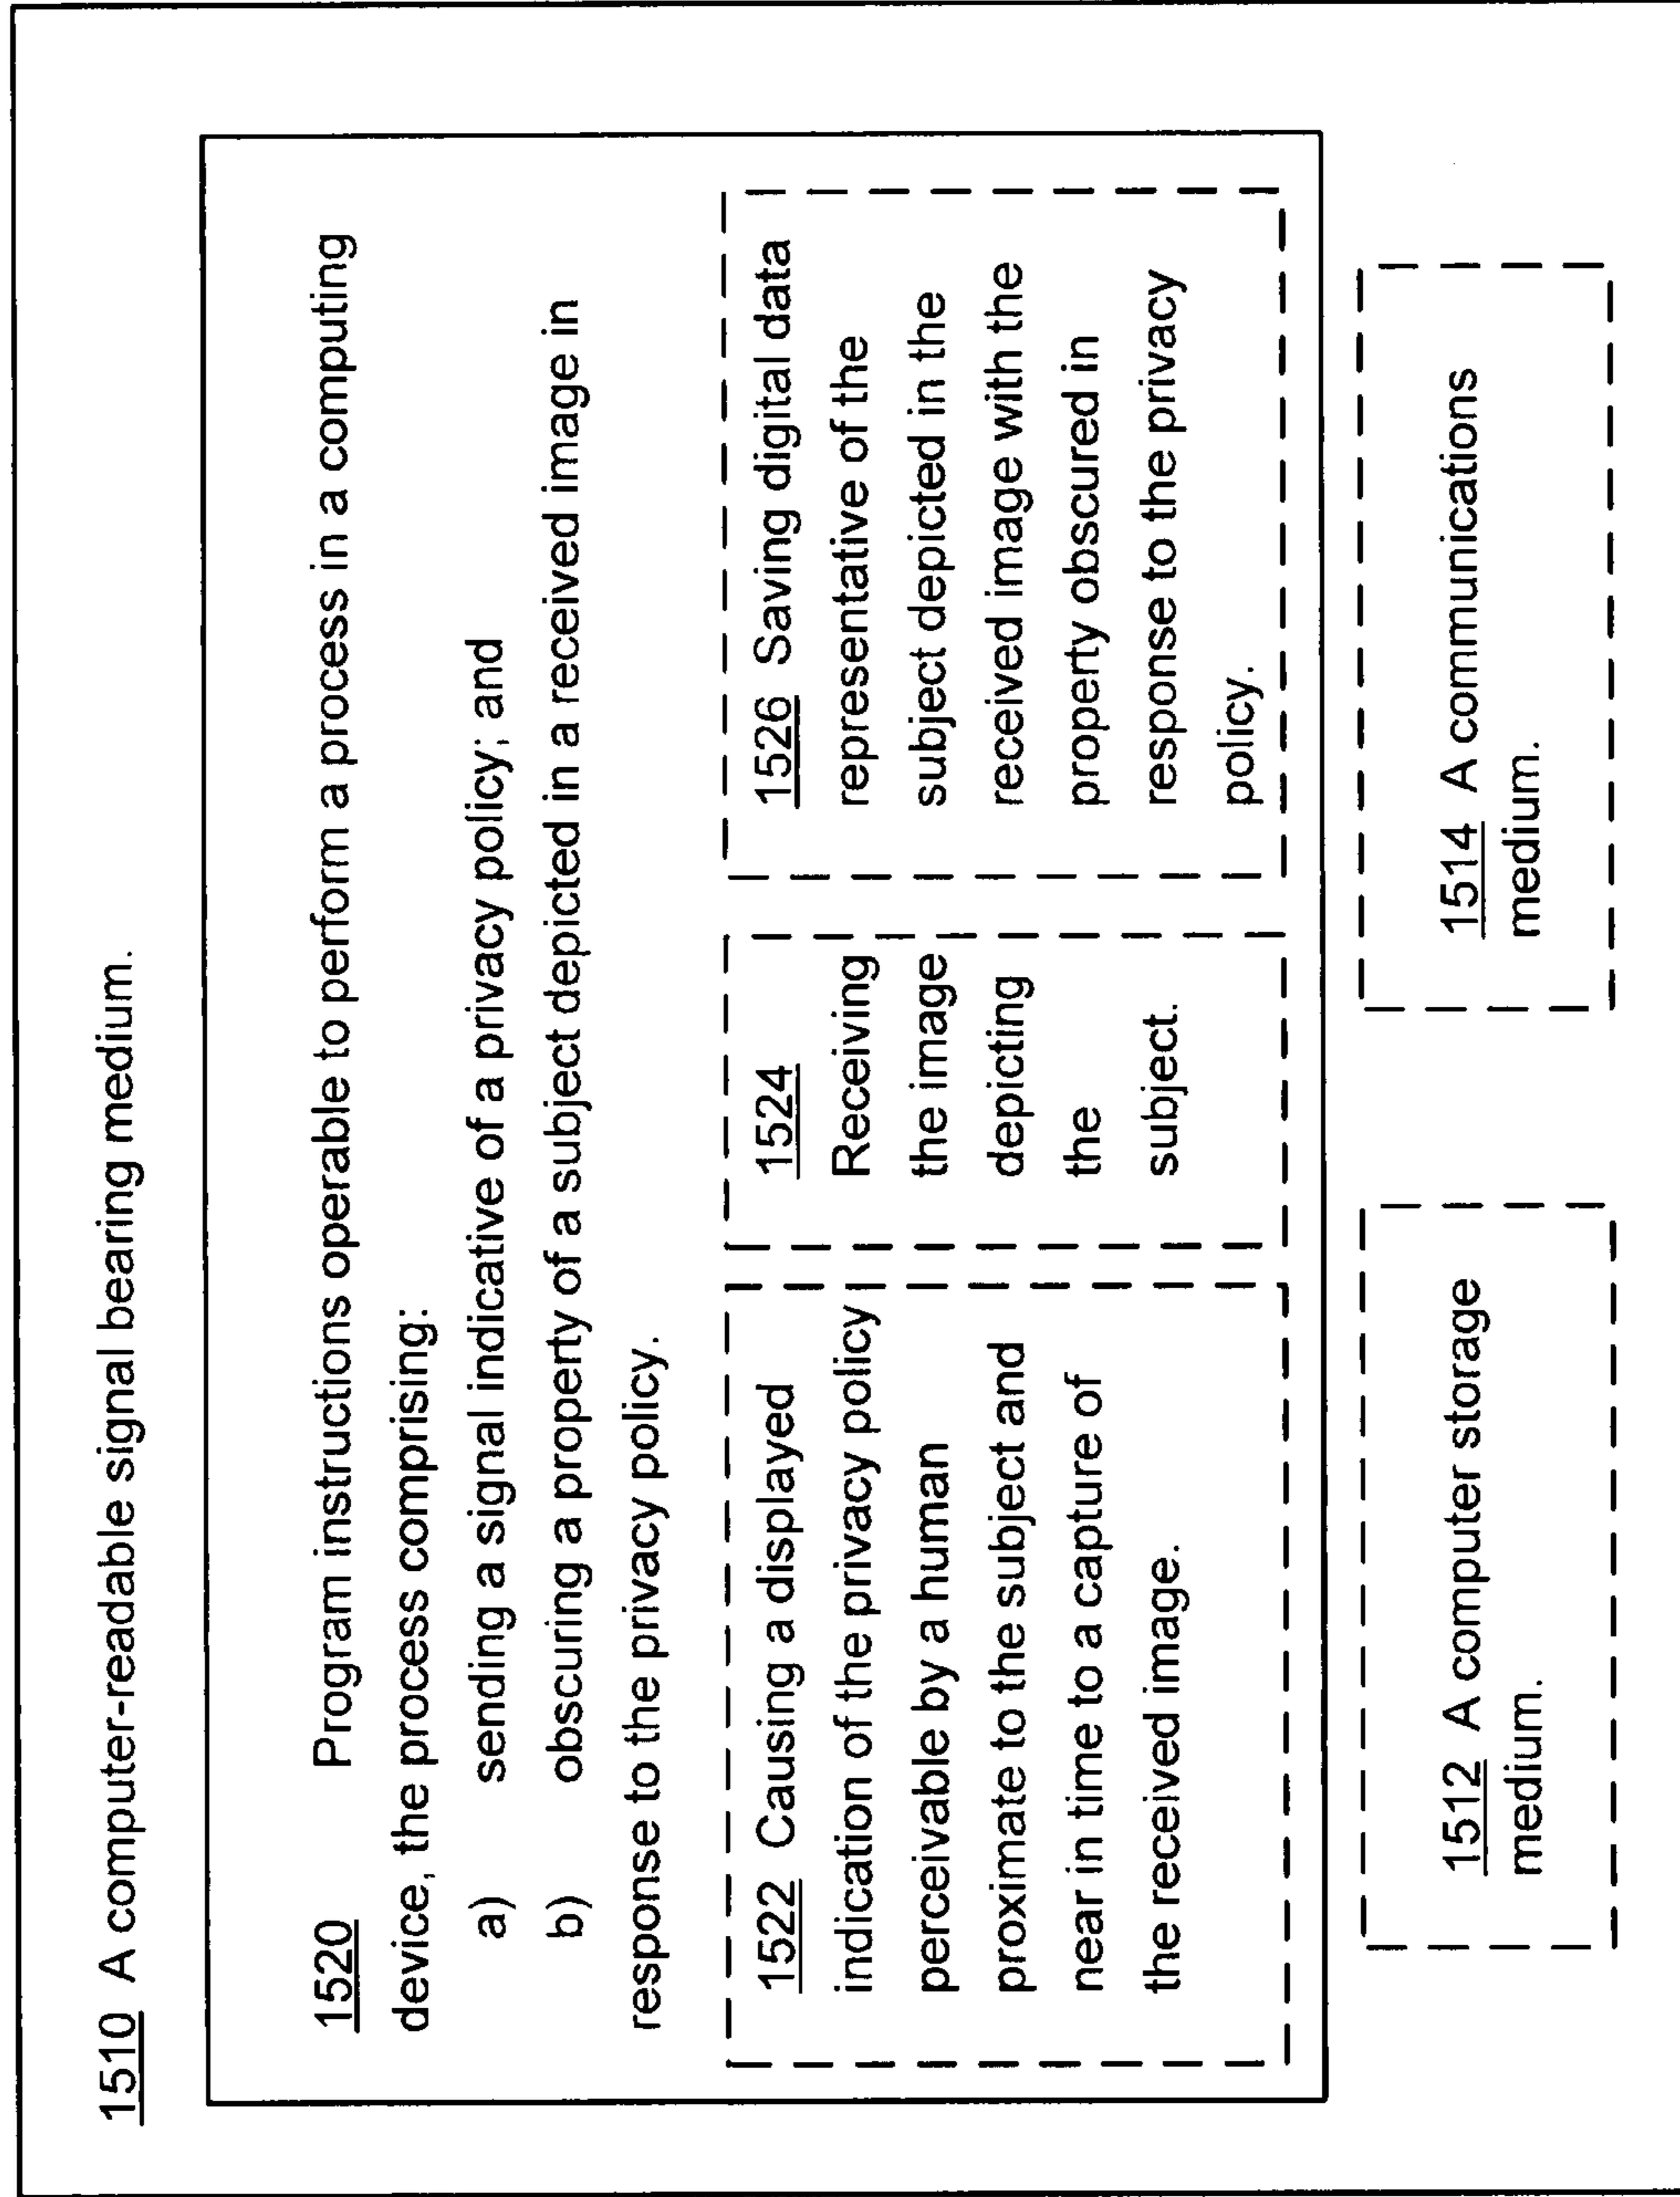 1510 A computer-readable signal bearing medium.
1520 Program instructions operable to perform a process in a computing
device, the process comprising:
a) sending a signal indicative of a privacy policy; and
b) obscuring a property of a subject depicted in a received image in
response to the privacy policy.
1522 Causing a displayed
indication of the privacy policy
perceivable by a human
proximate to the subject and
near in time to a capture of
the received image.
1524
Receiving
the image
depicting
the
subject.
1526 Saving digital data
representative of the
subject depicted in the
received image with the
property obscured in
response to the privacy
policy.
1512 A computer storage
medium.
1514 A communications
medium.